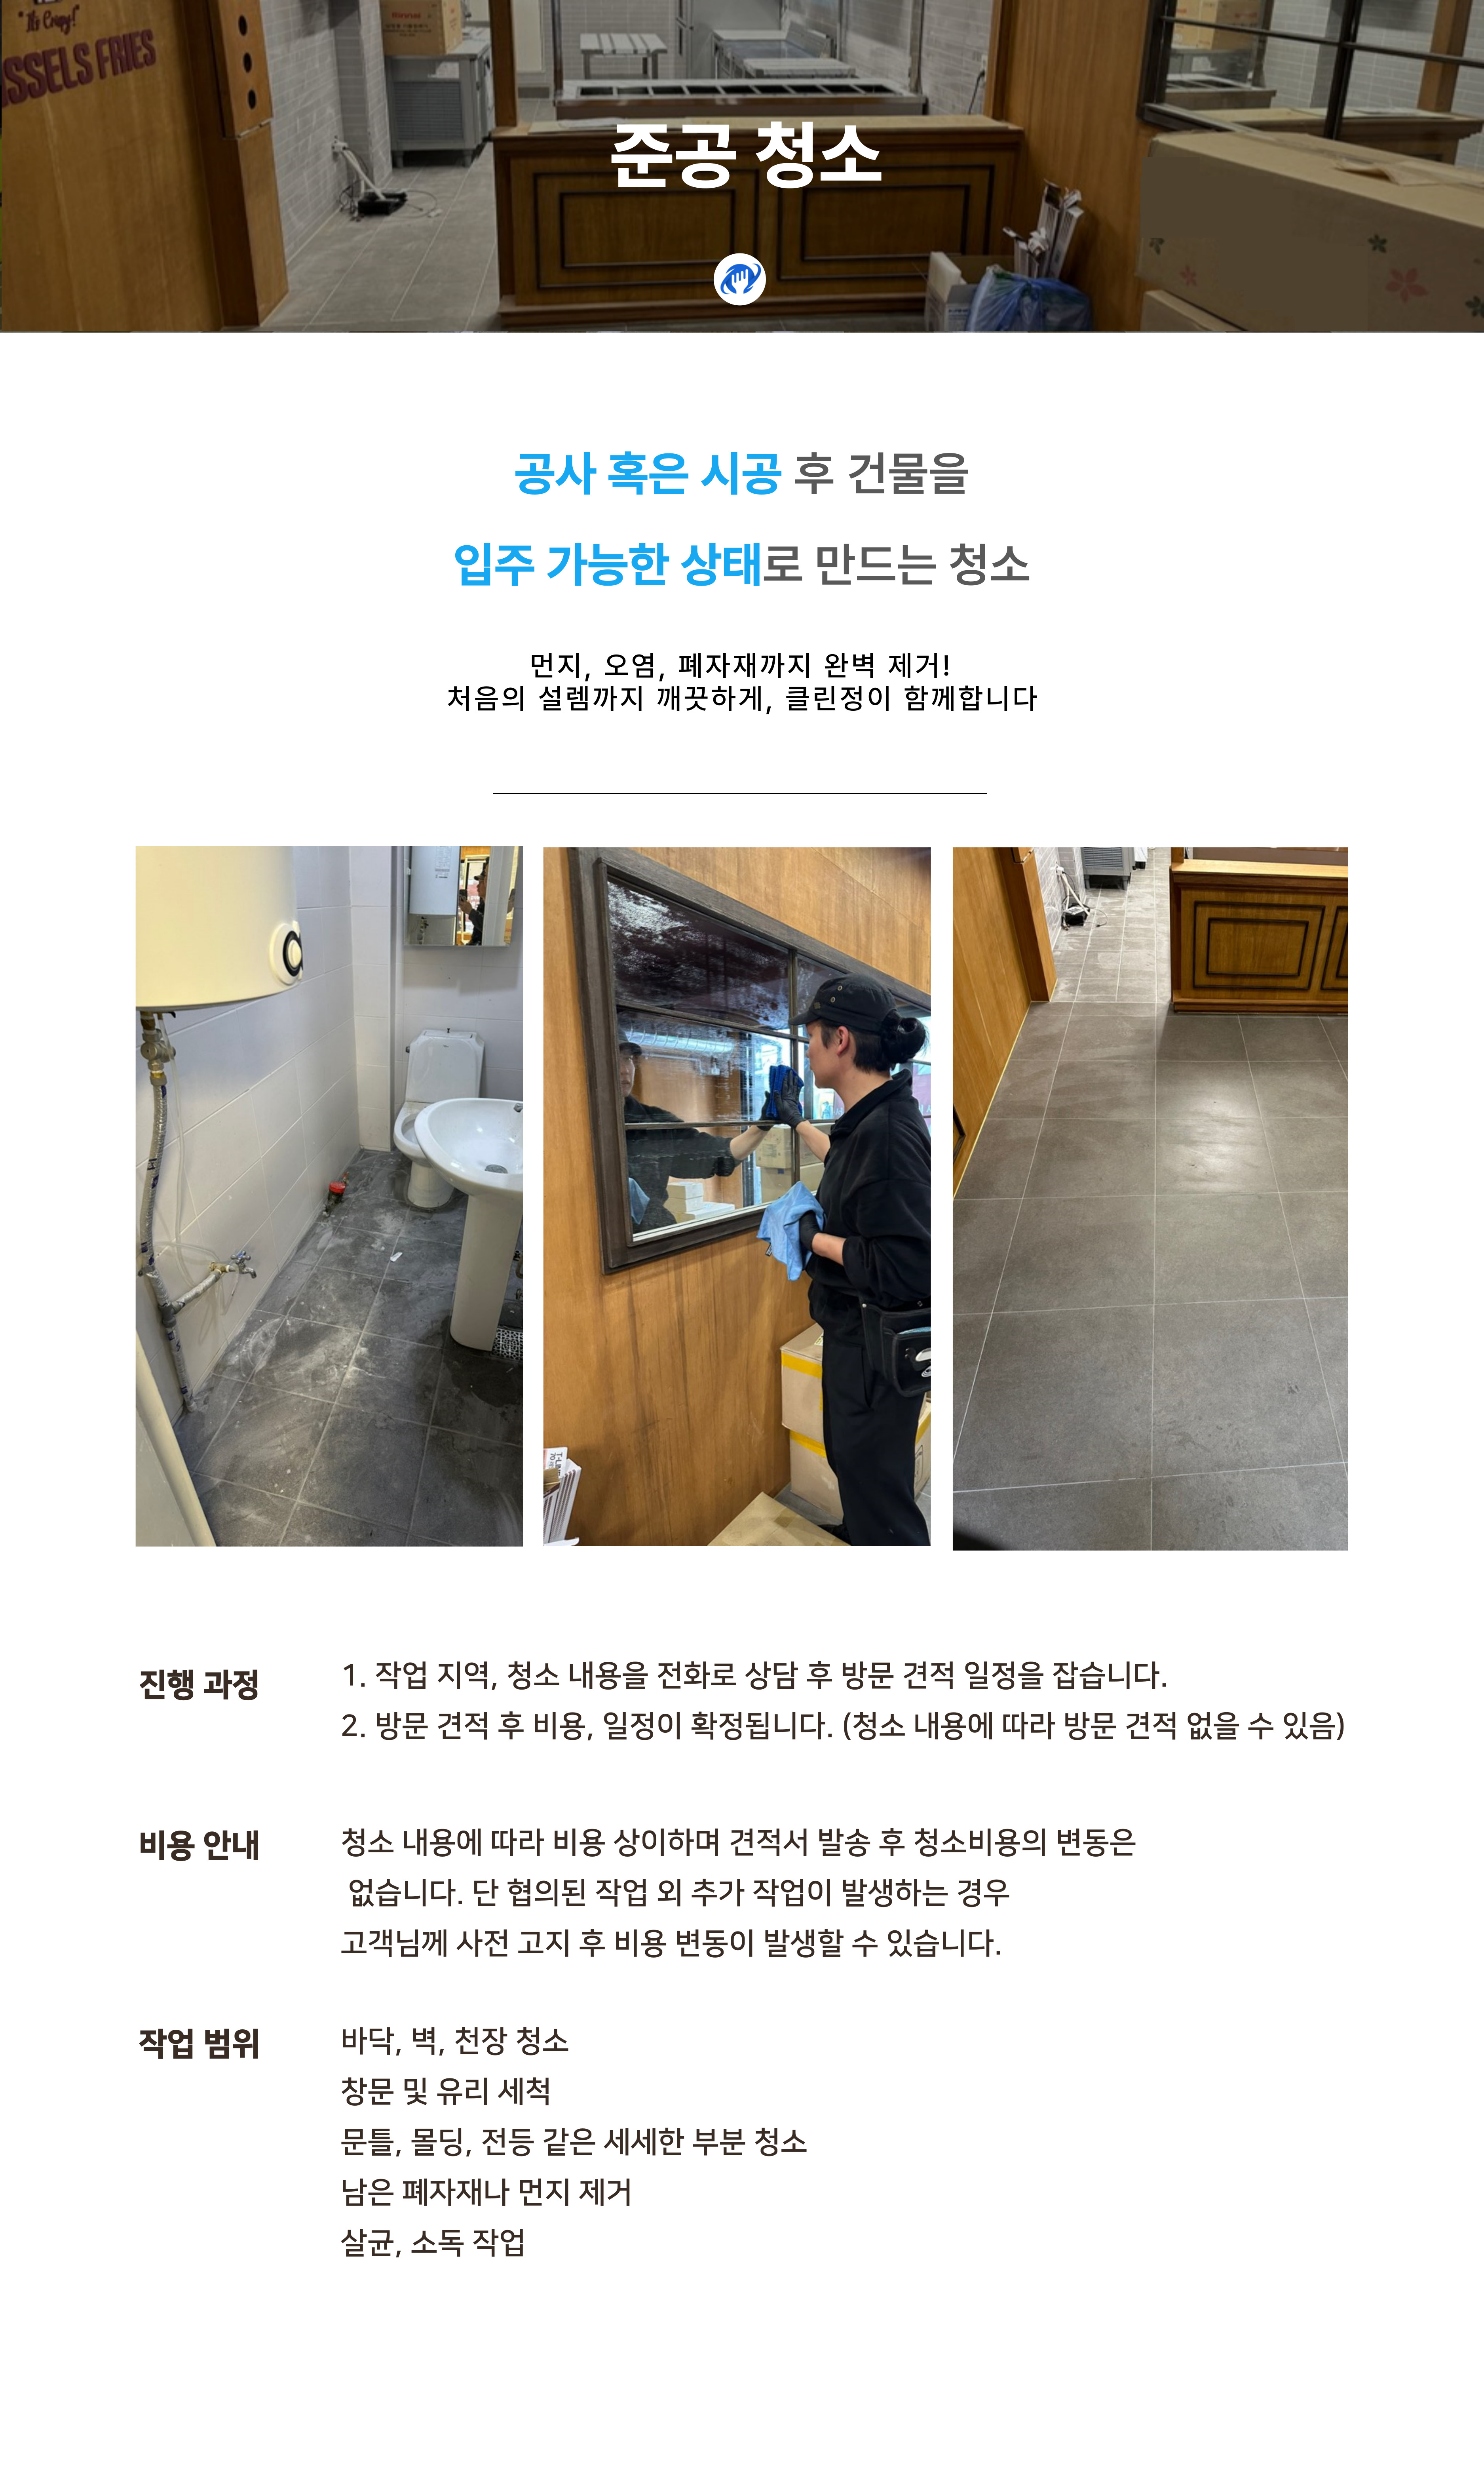 "It's Crazy!"
SSELS FRIES
준공 청소
공사 혹은 시공 후 건물을
입주 가능한 상태로 만드는 청소
먼지, 오염, 폐자재까지 완벽 제거!
처음의 설렘까지 깨끗하게, 클린정이 함께합니다
진행 과정
1. 작업 지역, 청소 내용을 전화로 상담 후 방문 견적 일정을 잡습니다.
2. 방문 견적 후 비용, 일정이 확정됩니다. (청소 내용에 따라 방문 견적 없을 수 있음)
비용 안내
청소 내용에 따라 비용 상이하며 견적서 발송 후 청소비용의 변동은
없습니다. 단 협의된 작업 외 추가 작업이 발생하는 경우
고객님께 사전 고지 후 비용 변동이 발생할 수 있습니다.
작업 범위
바닥, 벽, 천장 청소
창문 및 유리 세척
문틀, 몰딩, 전등 같은 세세한 부분 청소
남은 폐자재나 먼지 제거
살균, 소독 작업